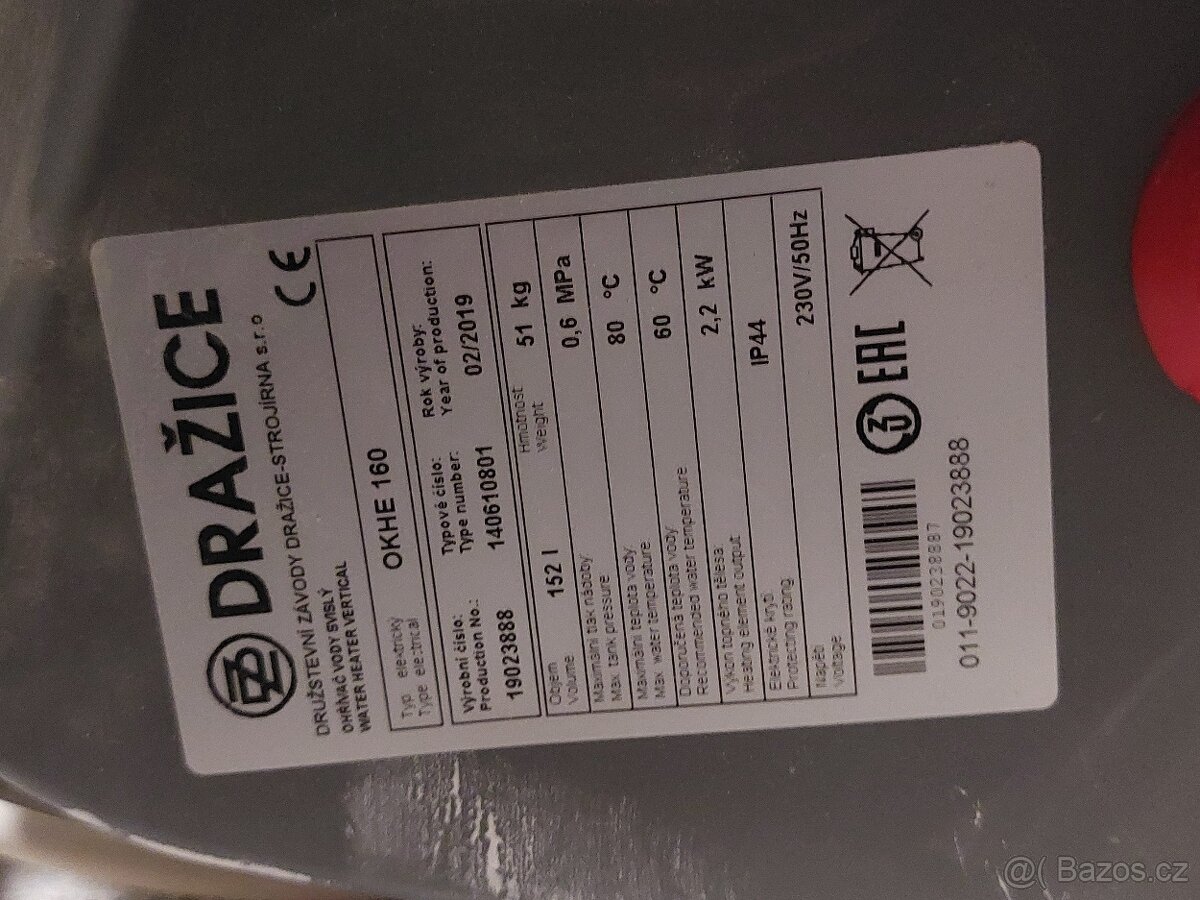 DRAŽICE
CE
DRUŽSTEVNÍ ZÁVODY DRAŽICE-STROJÍRNA s.r.o
OHŘÍVAČ VODY SVISLÝ
WATER HEATER VERTICAL
Typ elektrický
Type electrical
OKHE 160
Výrobní číslo: Typové číslo: Rok výroby:
Production No.: Type number: Year of production:
19023888 140610801 02/2019
Objem 152 l Hmotnost 51 kg
Volume Weight
Maximální tlak nádoby 0,6 MPa
Max. tank pressure
Maximální teplota vody 80 °C
Max. water temperature
Doporučená teplota vody 60 °C
Recommended water temperature
Výkon topného tělesa 2,2 kW
Heating element output
Elektrické krytí IP44
Protecting racing
Napětí 230V/50Hz
Voltage
EAC
0190238887
011-9022-19023888
@( Bazos.cz